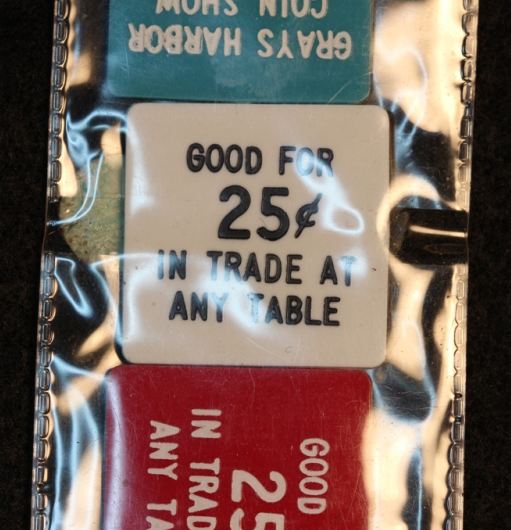 GRAYS HARBOR
COIN SHOW
GOOD FOR
25¢
IN TRADE AT
ANY TABLE
GOOD
25
IN TRAD
ANY TA